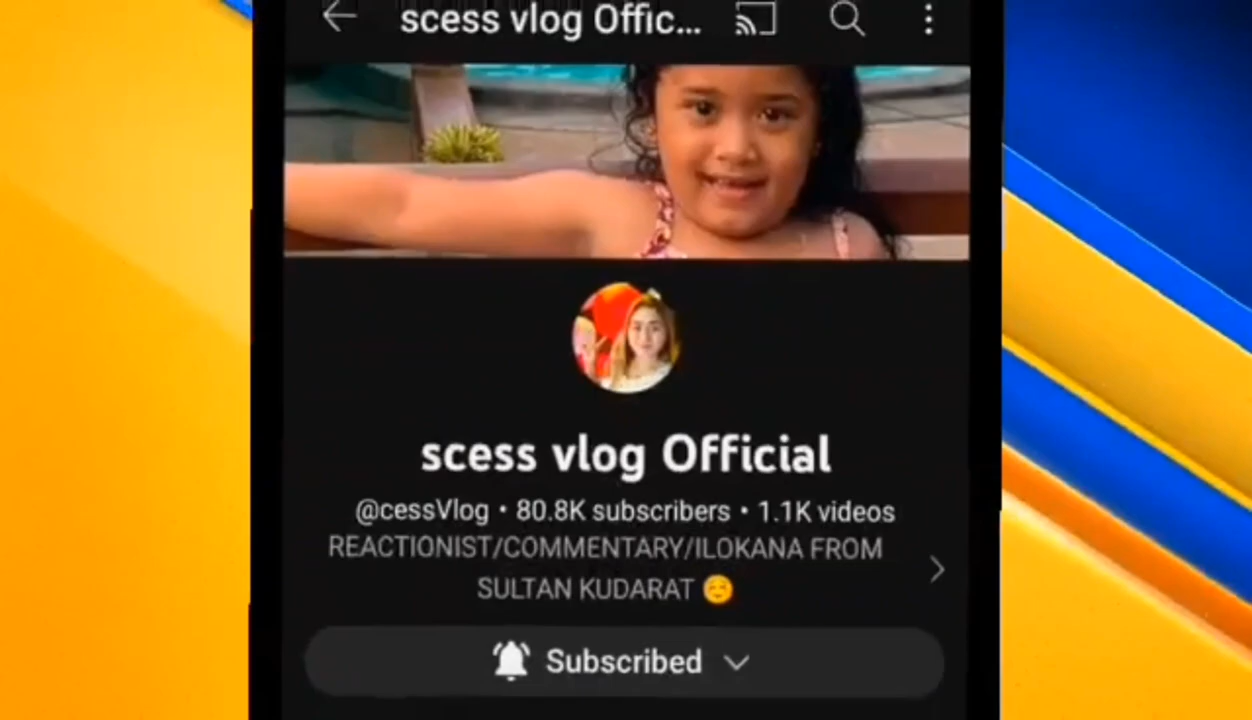 scess vlog Offic...
scess vlog Official
@cessVlog • 80.8K subscribers • 1.1K videos
REACTIONIST/COMMENTARY/ILOKANA FROM
SULTAN KUDARAT ☺️
Subscribed